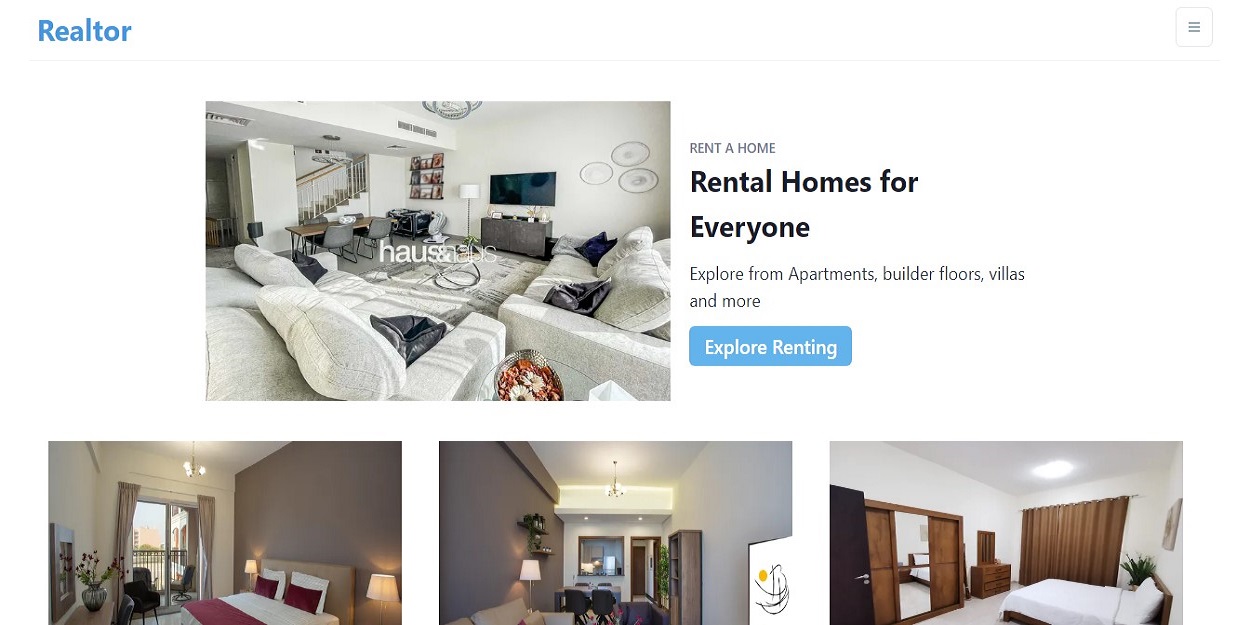 Realtor
RENT A HOME
Rental Homes for
Everyone
Explore from Apartments, builder floors, villas
and more
Explore Renting
haus&haus